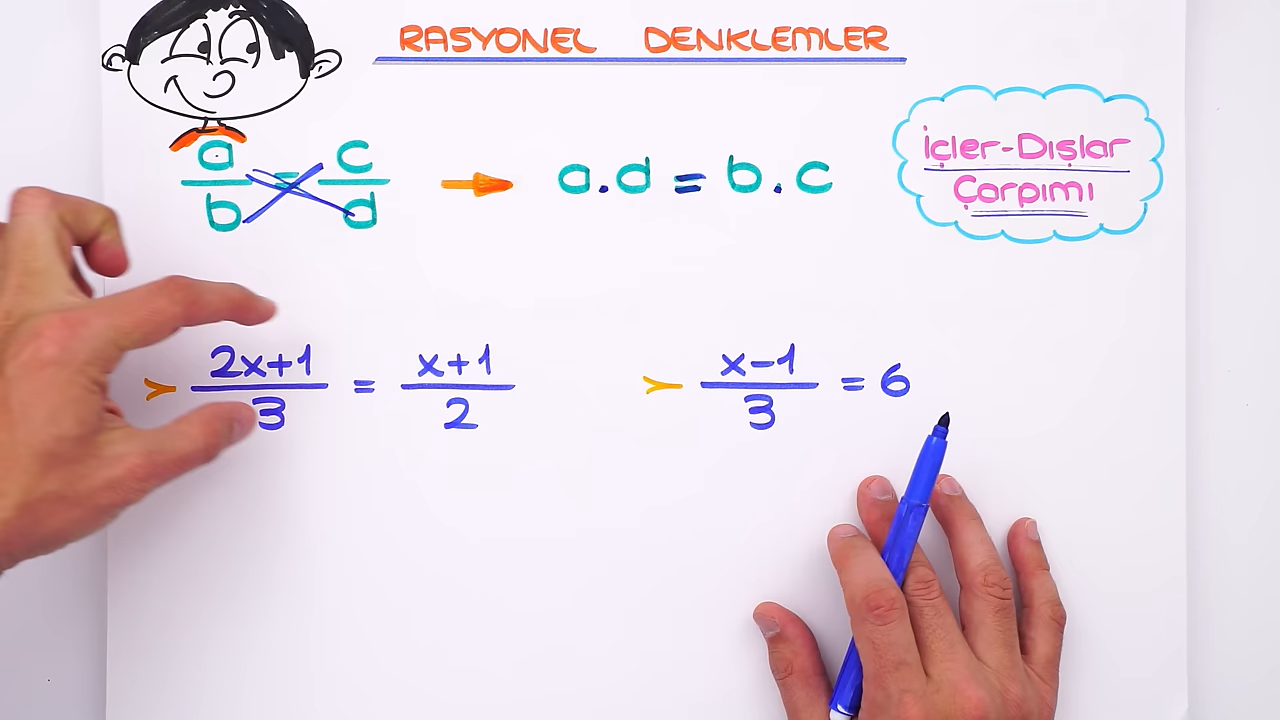 RASYONEL DENKLEMLER
a/b = c/d → a.d = b.c
İçler-Dışlar
Çarpımı
> (2x+1)/3 = (x+1)/2
> (x-1)/3 = 6